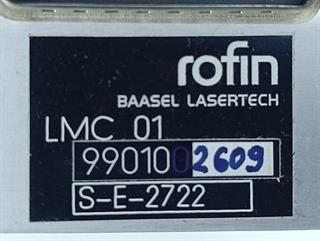 rofin
BAASEL LASERTECH
LMC 01
9901002609
S-E-2722